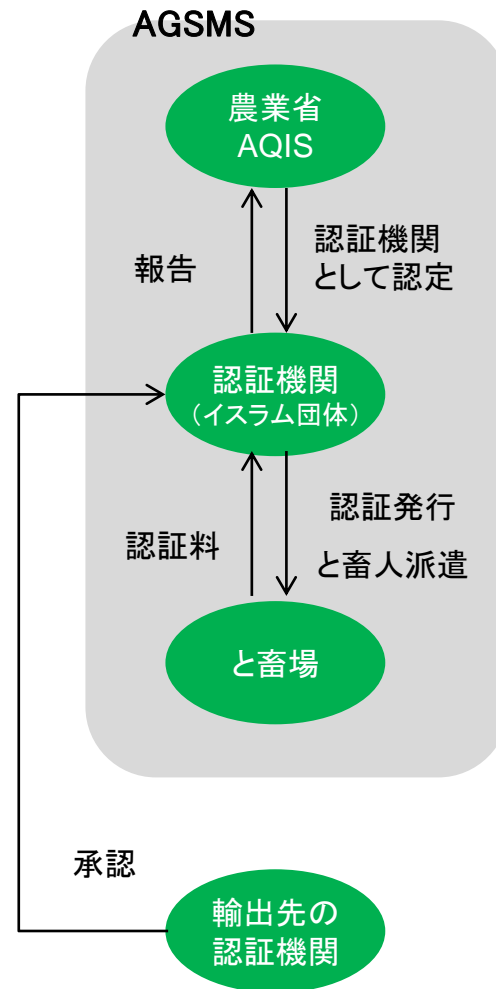 AGSMS
農業省
AQIS
報告
認証機関
として認定
認証機関
（イスラム団体）
認証料
認証発行
と畜人派遣
と畜場
承認
輸出先の
認証機関